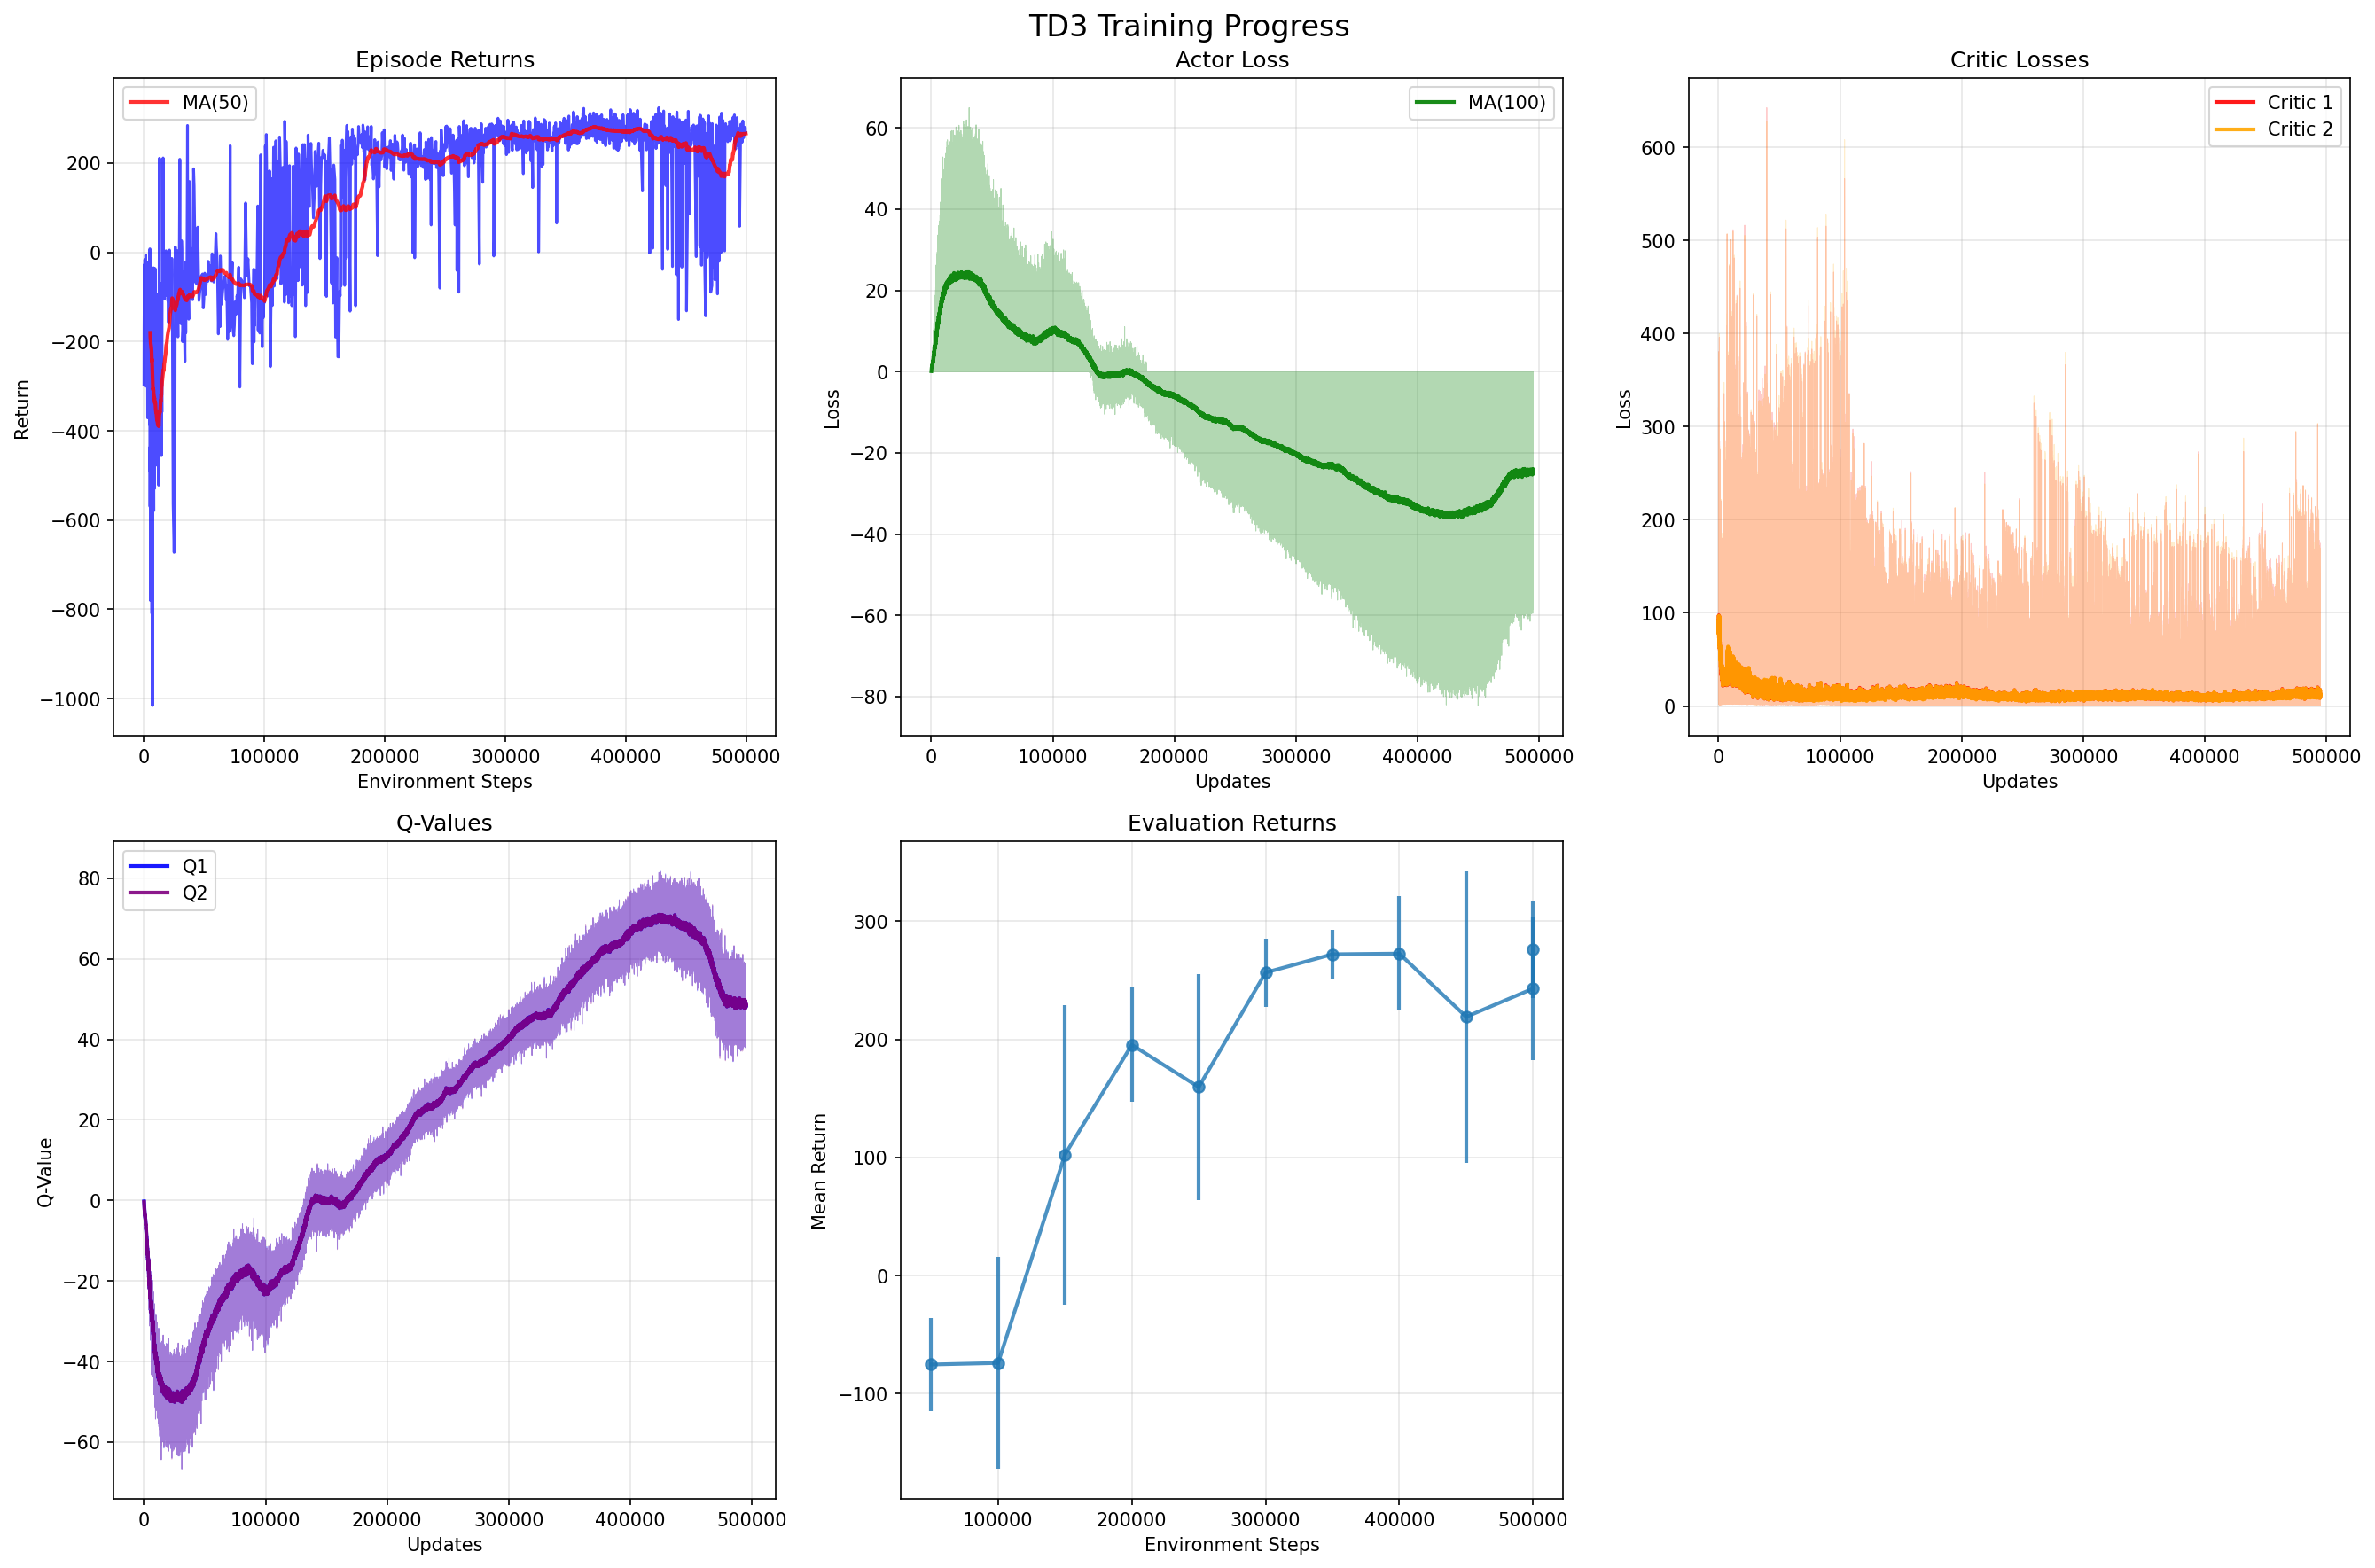 TD3 Training Progress
Episode Returns
MA(50)
Return
200
0
−200
−400
−600
−800
−1000
0 100000 200000 300000 400000 500000
Environment Steps
Actor Loss
MA(100)
Loss
60
40
20
0
−20
−40
−60
−80
0 100000 200000 300000 400000 500000
Updates
Critic Losses
Critic 1
Critic 2
Loss
600
500
400
300
200
100
0
0 100000 200000 300000 400000 500000
Updates
Q-Values
Q1
Q2
Q-Value
80
60
40
20
0
−20
−40
−60
0 100000 200000 300000 400000 500000
Updates
Evaluation Returns
Mean Return
300
200
100
0
−100
100000 200000 300000 400000 500000
Environment Steps